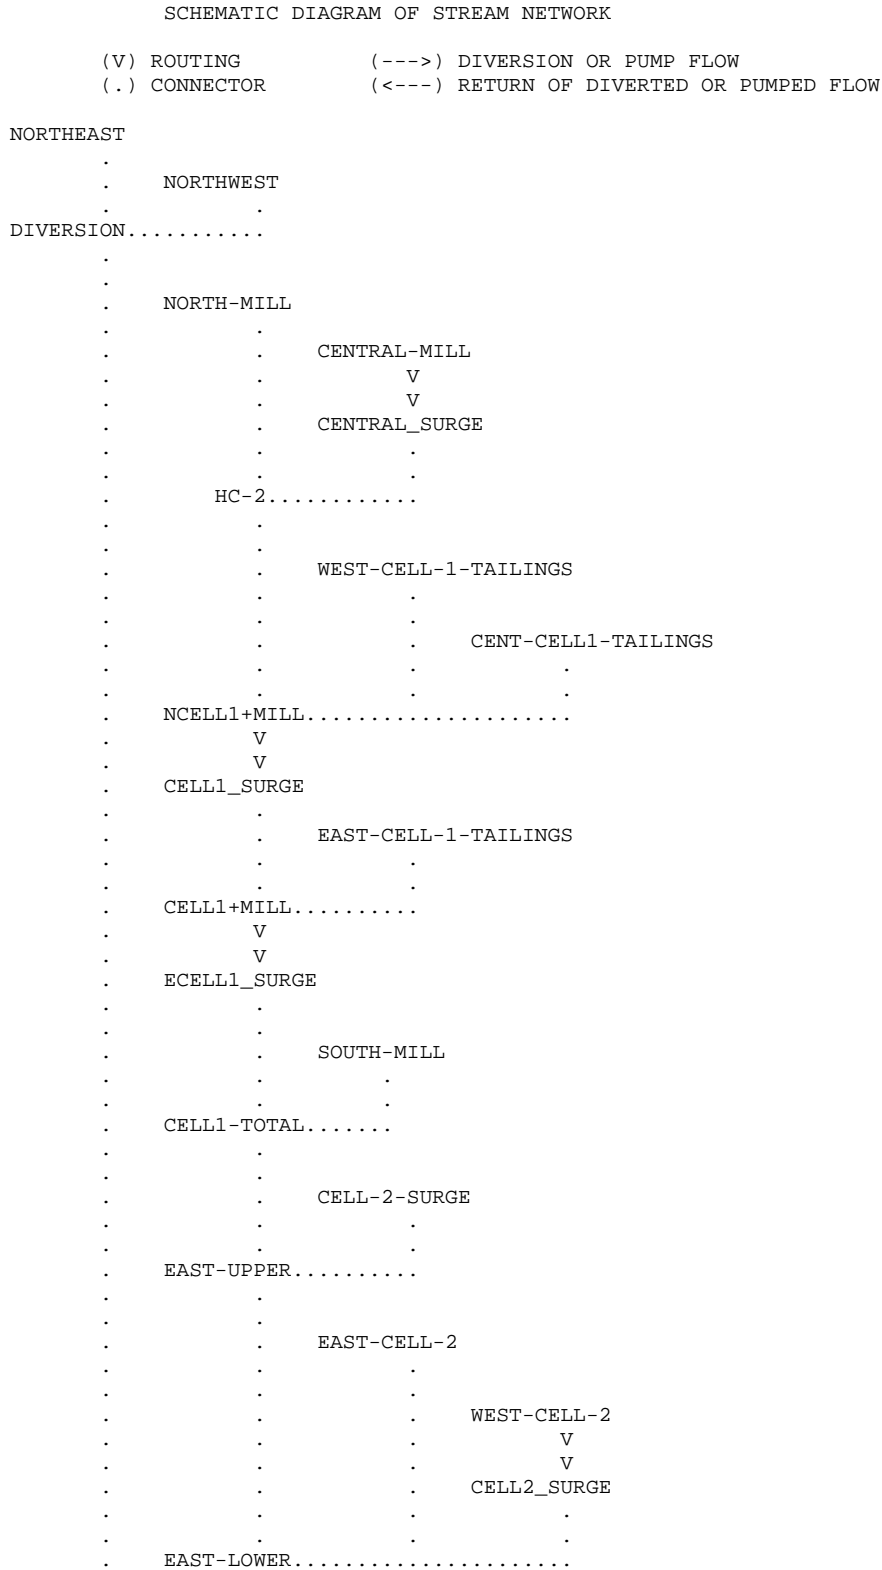 SCHEMATIC DIAGRAM OF STREAM NETWORK
(V) ROUTING (--->) DIVERSION OR PUMP FLOW
(.) CONNECTOR (<---) RETURN OF DIVERTED OR PUMPED FLOW
NORTHEAST
.
. NORTHWEST
. .
DIVERSION...........
.
.
. NORTH-MILL
. .
. . CENTRAL-MILL
. . V
. . V
. . CENTRAL_SURGE
. . .
. . .
. HC-2............
. .
. .
. . WEST-CELL-1-TAILINGS
. . .
. . .
. . . CENT-CELL1-TAILINGS
. . . .
. . . .
. NCELL1+MILL.....................
. V
. V
. CELL1_SURGE
. .
. . EAST-CELL-1-TAILINGS
. . .
. . .
. CELL1+MILL..........
. V
. V
. ECELL1_SURGE
. .
. .
. . SOUTH-MILL
. . .
. . .
. CELL1-TOTAL.......
. .
. .
. . CELL-2-SURGE
. . .
. . .
. EAST-UPPER..........
. .
. .
. . EAST-CELL-2
. . .
. . .
. . . WEST-CELL-2
. . . V
. . . V
. . . CELL2_SURGE
. . . .
. . . .
. EAST-LOWER......................